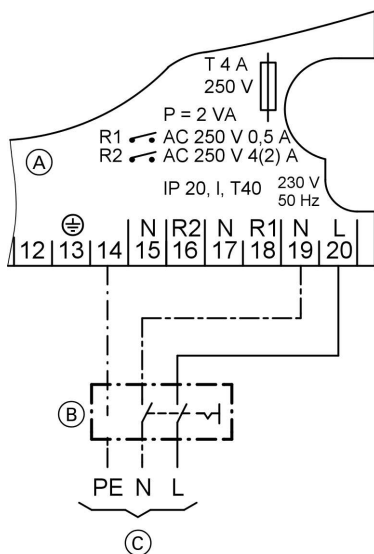 T 4 A
250 V
P = 2 VA
R1 AC 250 V 0,5 A
R2 AC 250 V 4(2) A
A
IP 20, I, T40
230 V
50 Hz
N R2 N R1 N L
12 13 14 15 16 17 18 19 20
B
PE N L
C